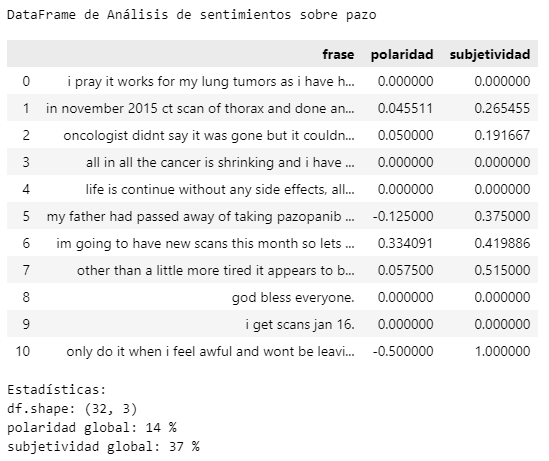 DataFrame de Análisis de sentimientos sobre pazo
frase polaridad subjetividad
0 i pray it works for my lung tumors as i have h... 0.000000 0.000000
1 in november 2015 ct scan of thorax and done an... 0.045511 0.265455
2 oncologist didnt say it was gone but it couldn... 0.050000 0.191667
3 all in all the cancer is shrinking and i have ... 0.000000 0.000000
4 life is continue without any side effects, all... 0.000000 0.000000
5 my father had passed away of taking pazopanib ... -0.125000 0.375000
6 im going to have new scans this month so lets ... 0.334091 0.419886
7 other than a little more tired it appears to b... 0.057500 0.515000
8 god bless everyone. 0.000000 0.000000
9 i get scans jan 16. 0.000000 0.000000
10 only do it when i feel awful and wont be leavi... -0.500000 1.000000
Estadísticas:
df.shape: (32, 3)
polaridad global: 14 %
subjetividad global: 37 %